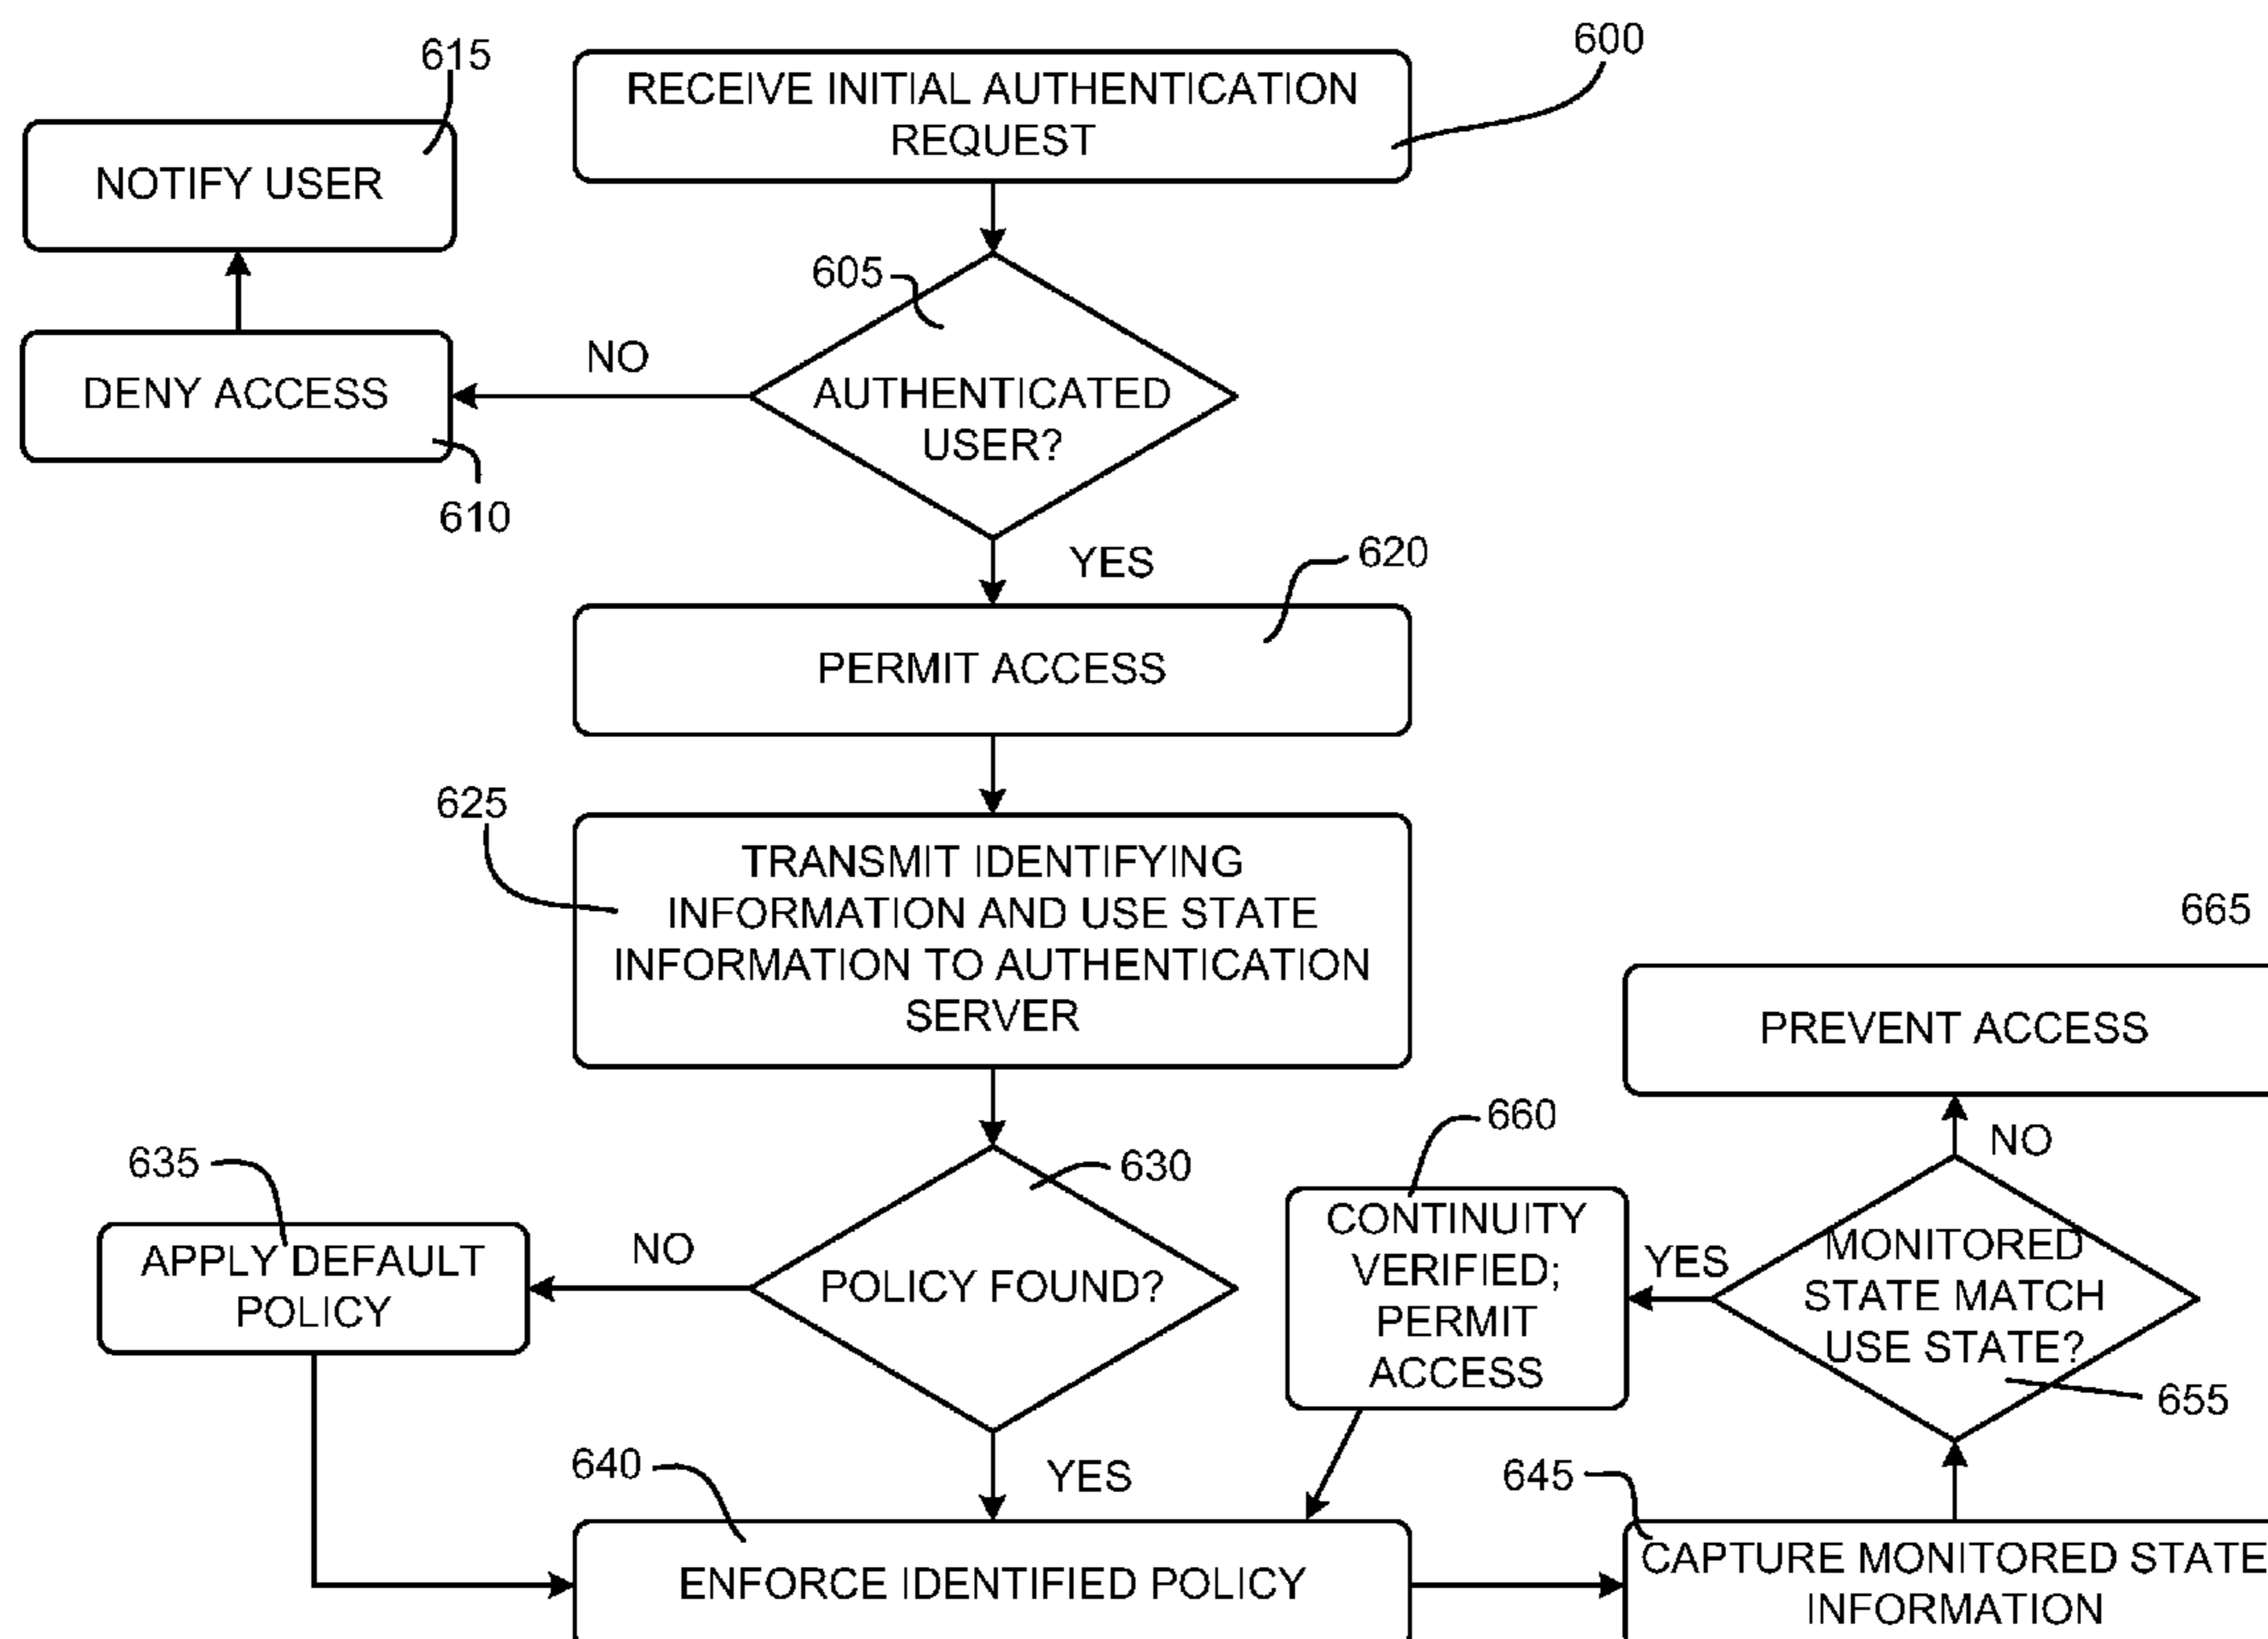 615
600
RECEIVE INITIAL AUTHENTICATION
REQUEST
NOTIFY USER
605
NO
DENY ACCESS
AUTHENTICATED
USER?
610
YES
620
PERMIT ACCESS
625
TRANSMIT IDENTIFYING
INFORMATION AND USE STATE
INFORMATION TO AUTHENTICATION
SERVER
665
PREVENT ACCESS
660
NO
635
630
CONTINUITY
VERIFIED;
PERMIT
ACCESS
YES
MONITORED
STATE MATCH
USE STATE?
APPLY DEFAULT
POLICY
NO
POLICY FOUND?
655
640
YES
645
ENFORCE IDENTIFIED POLICY
CAPTURE MONITORED STATE
INFORMATION